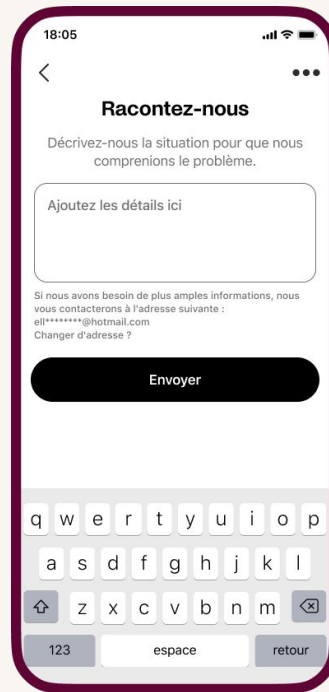 18:05
Racontez-nous
Décrivez-nous la situation pour que nous
comprenions le problème.
Ajoutez les détails ici
Si nous avons besoin de plus amples informations, nous
vous contacterons à l'adresse suivante :
ell********@hotmail.com
Changer d'adresse ?
Envoyer
q w e r t y u i o p
a s d f g h j k l
z x c v b n m
123 espace retour